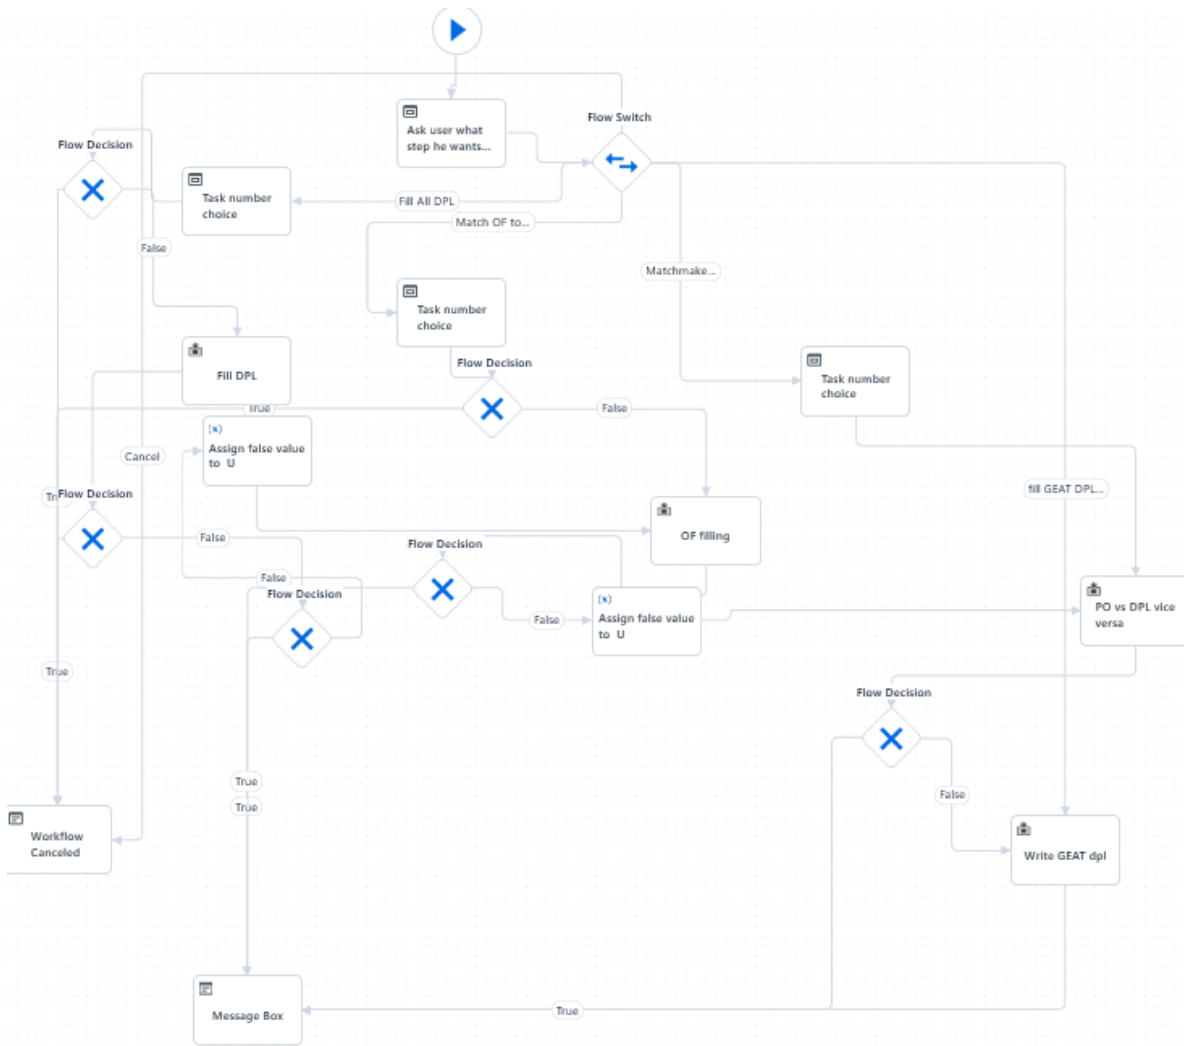 Ask user what
step he wants...
Flow Switch
Flow Decision
Task number
choice
Fill All DPL
Match OF to...
False
Matchmake...
Task number
choice
Fill DPL
Flow Decision
Task number
choice
True
False
(x)
Assign false value
to U
Cancel
fill GEAT DPL...
Flow Decision
OF filling
False
Flow Decision
False
Flow Decision
(x)
Assign false value
to U
False
PO vs DPL vice
versa
True
Flow Decision
True
True
False
Workflow
Canceled
Write GEAT dpl
Message Box
True